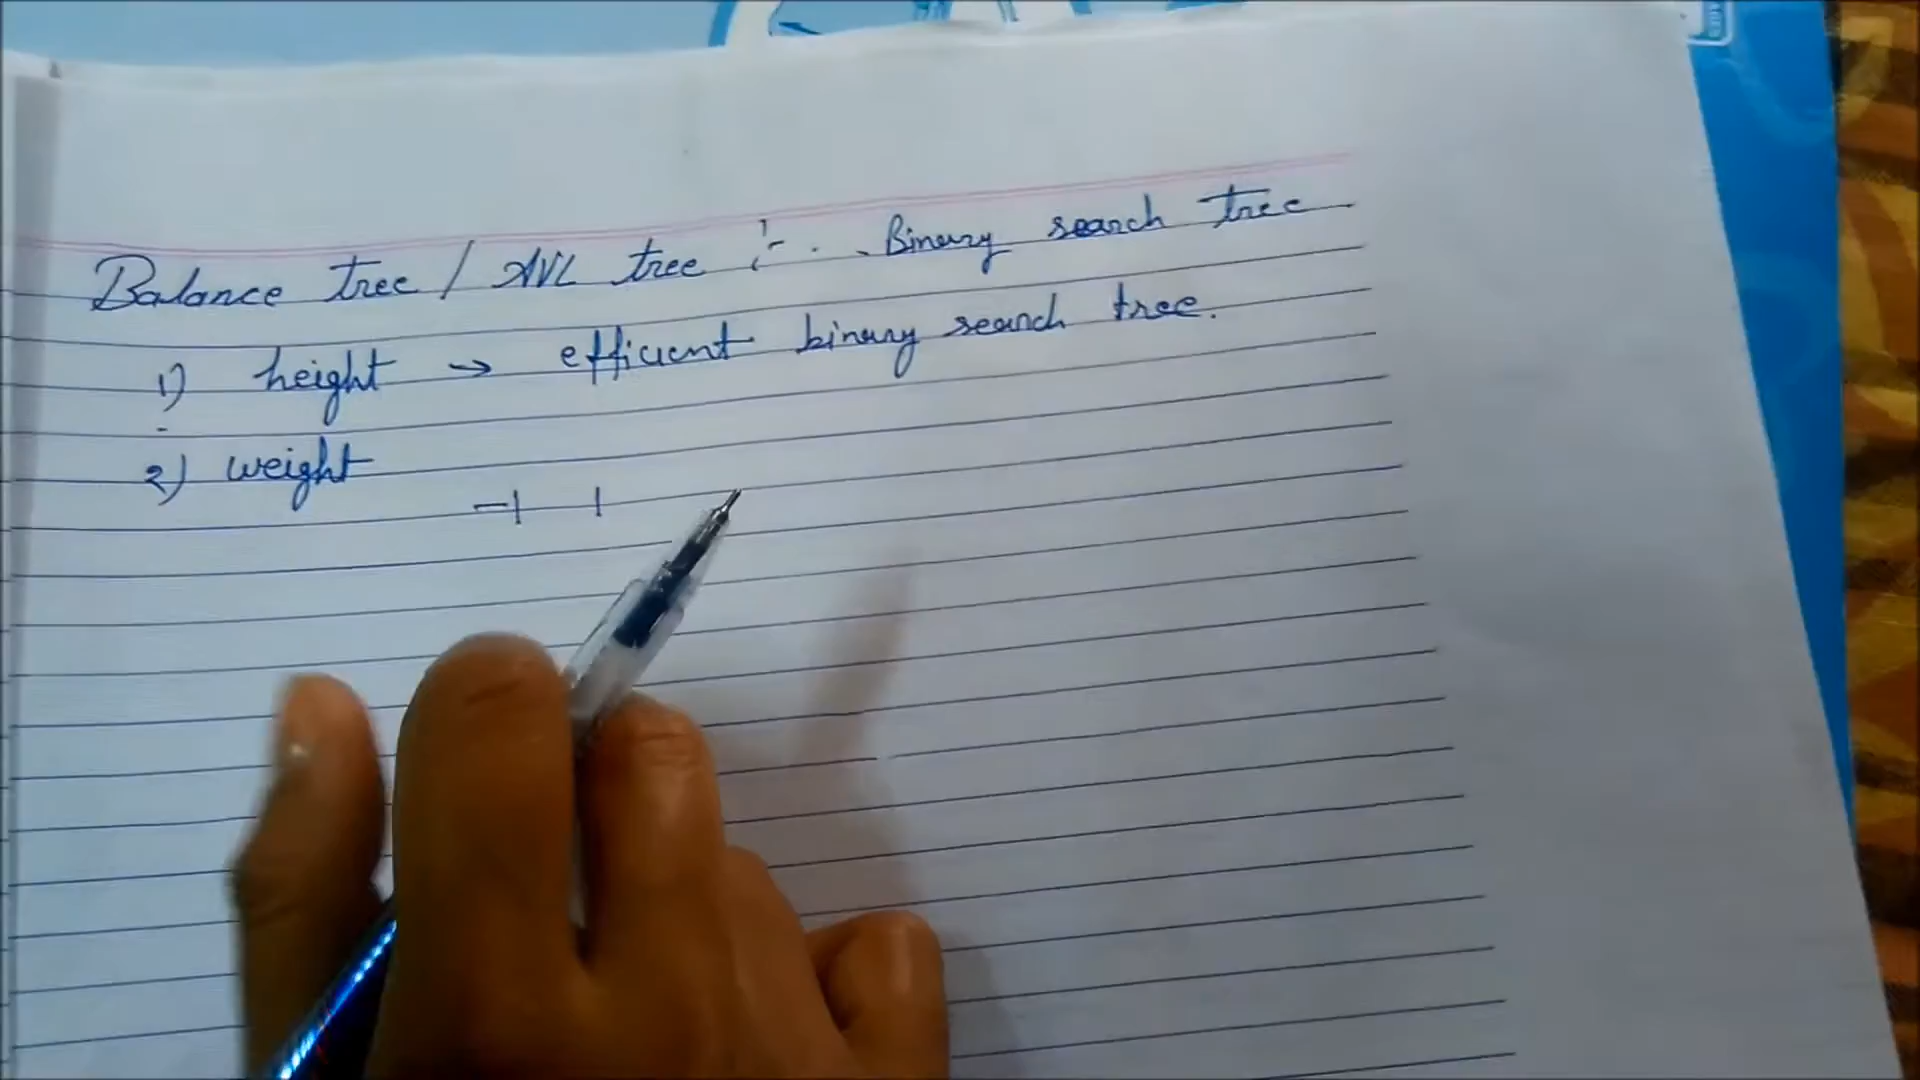 Balance tree / AVL tree :- . Binary search tree
1) height → efficient binary search tree.
2) weight
-1 1